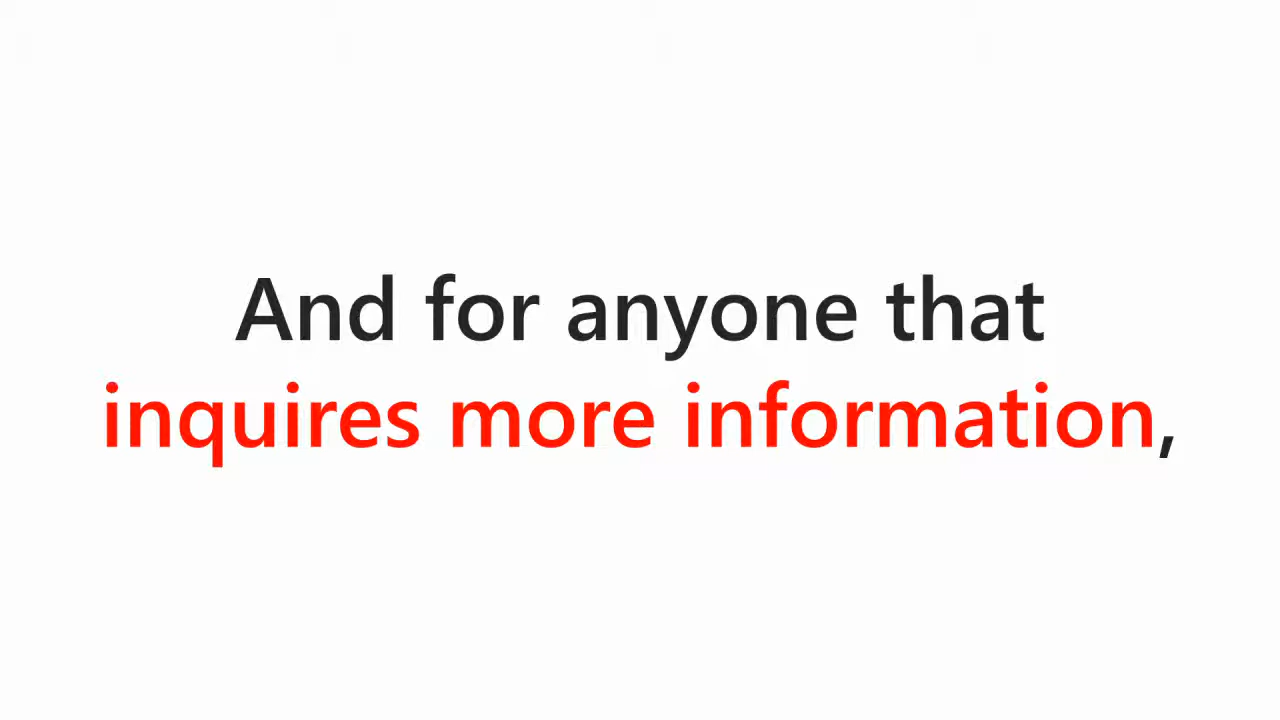 And for anyone that
inquires more information,